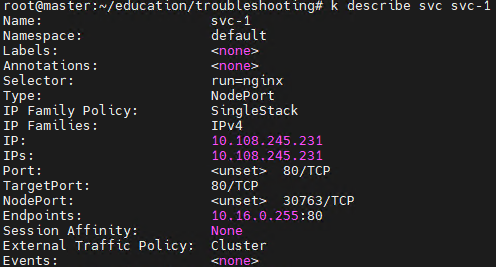 root@master:~/education/troubleshooting# k describe svc svc-1
Name:                     svc-1
Namespace:                default
Labels:                   <none>
Annotations:              <none>
Selector:                 run=nginx
Type:                     NodePort
IP Family Policy:         SingleStack
IP Families:              IPv4
IP:                       10.108.245.231
IPs:                      10.108.245.231
Port:                     <unset>  80/TCP
TargetPort:               80/TCP
NodePort:                 <unset>  30763/TCP
Endpoints:                10.16.0.255:80
Session Affinity:         None
External Traffic Policy:  Cluster
Events:                   <none>